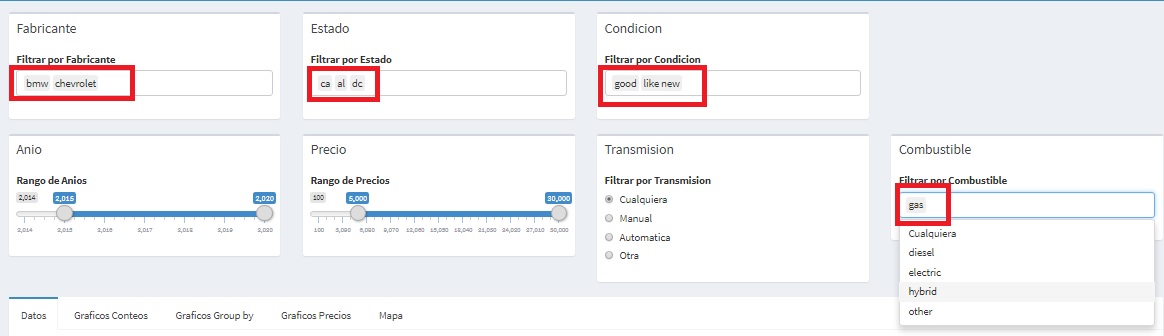 Fabricante
Filtrar por Fabricante
bmw chevrolet
Estado
Filtrar por Estado
ca al dc
Condicion
Filtrar por Condicion
good like new
Anio
Rango de Anios
2,014 2,015 2,020
2,014 2,015 2,016 2,017 2,018 2,019 2,020
Precio
Rango de Precios
100 5,000 30,000
100 3,090 6,080 9,070 12,060 15,050 18,040 21,030 24,020 27,010 30,000
Transmision
Filtrar por Transmision
Cualquiera
Manual
Automatica
Otra
Combustible
Filtrar por Combustible
gas
Cualquiera
diesel
electric
hybrid
other
Datos Graficos Conteos Graficos Group by Graficos Precios Mapa